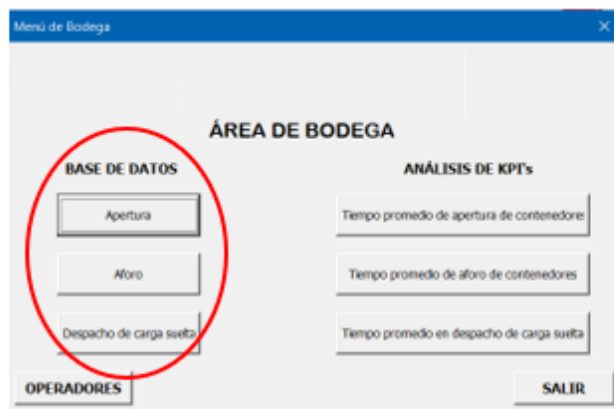 Menú de Bodega
ÁREA DE BODEGA
BASE DE DATOS
Apertura
Aforo
Despacho de carga suelta
OPERADORES
ANÁLISIS DE KPI's
Tiempo promedio de apertura de contenedore
Tiempo promedio de aforo de contenedores
Tiempo promedio en despacho de carga suelta
SALIR